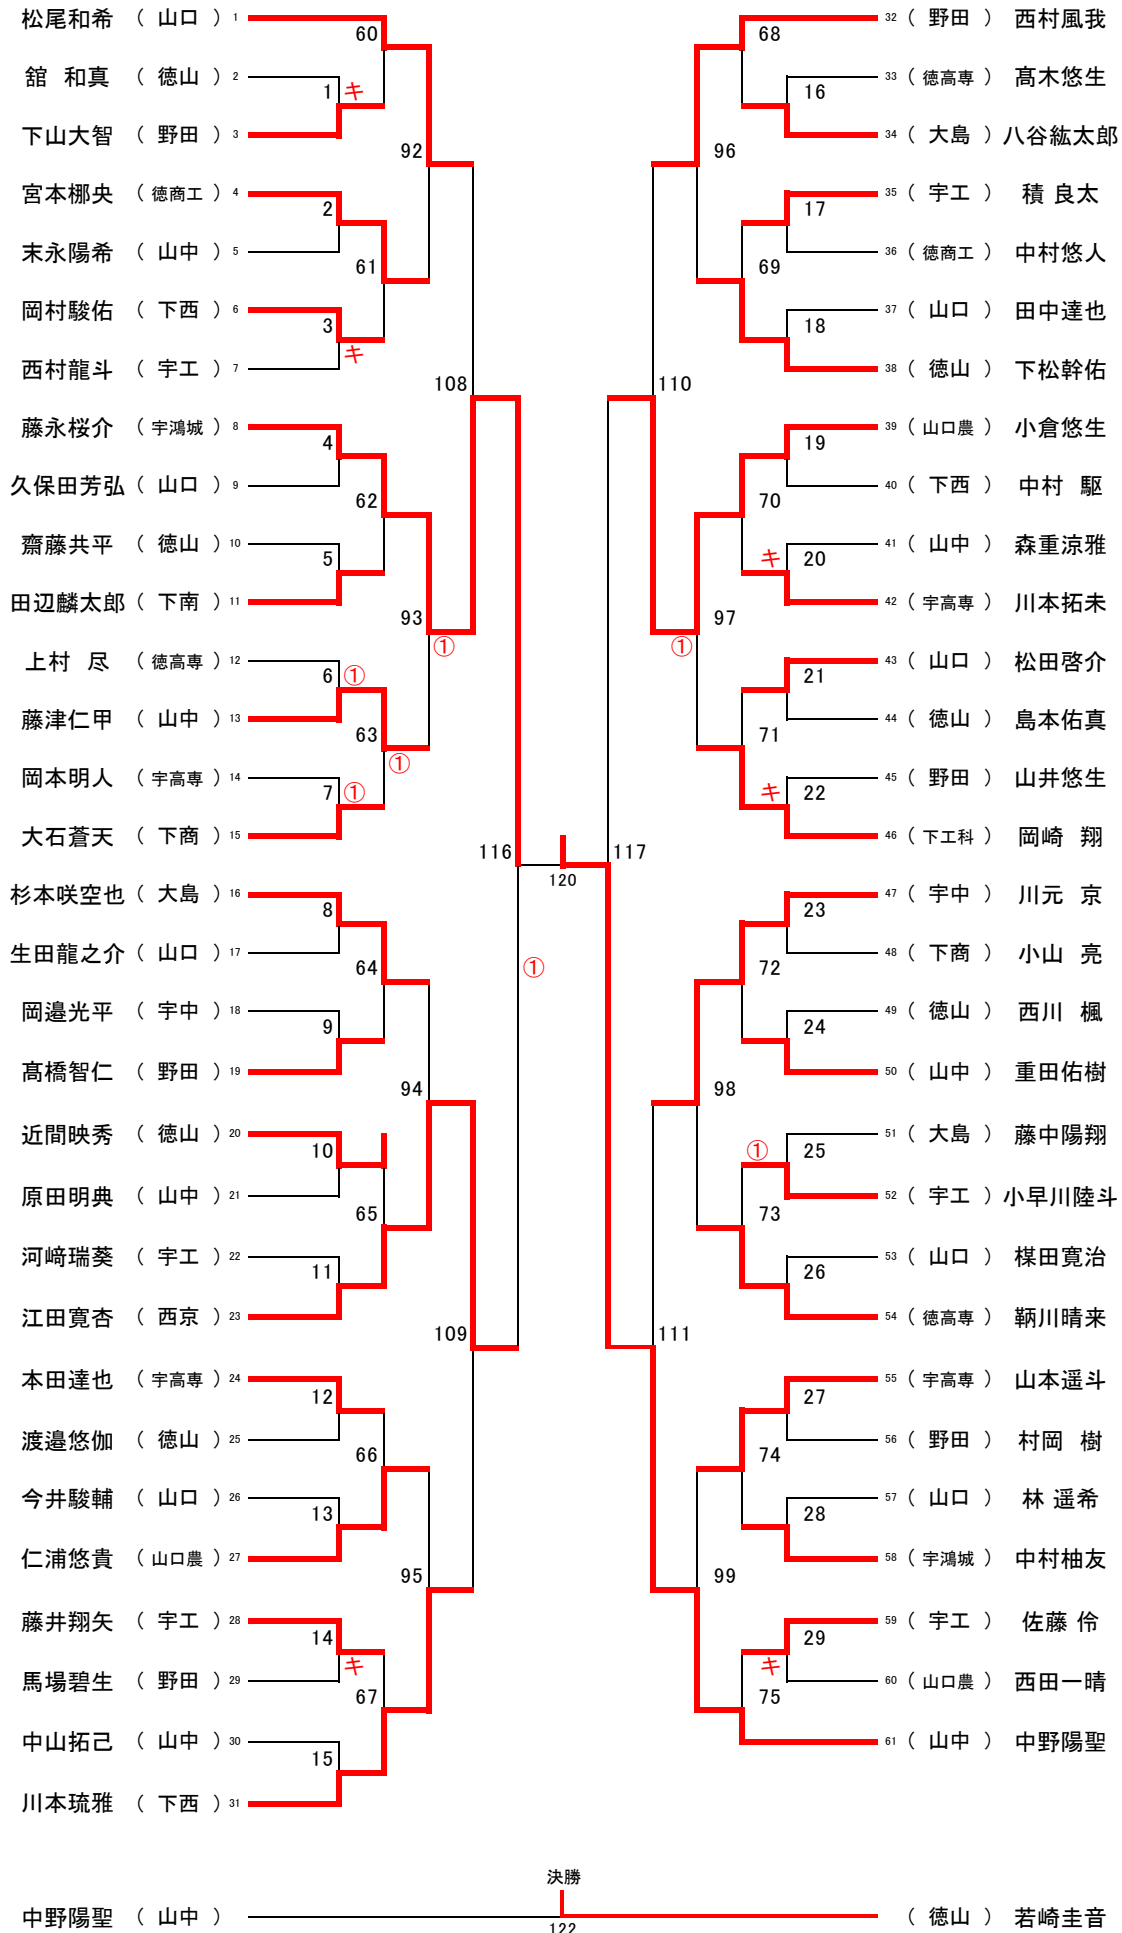 松尾和希 （ 山口 ） 1
舘 和真 （ 徳山 ） 2
下山大智 （ 野田 ） 3
宮本梛央 （ 徳商工 ） 4
末永陽希 （ 山中 ） 5
岡村駿佑 （ 下西 ） 6
西村龍斗 （ 宇工 ） 7
藤永桜介 （ 宇鴻城 ） 8
久保田芳弘 （ 山口 ） 9
齋藤共平 （ 徳山 ） 10
田辺麟太郎 （ 下南 ） 11
上村 尽 （ 徳高専 ） 12
藤津仁甲 （ 山中 ） 13
岡本明人 （ 宇高専 ） 14
大石蒼天 （ 下商 ） 15
杉本咲空也 （ 大島 ） 16
生田龍之介 （ 山口 ） 17
岡邉光平 （ 宇中 ） 18
髙橋智仁 （ 野田 ） 19
近間映秀 （ 徳山 ） 20
原田明典 （ 山中 ） 21
河﨑瑞葵 （ 宇工 ） 22
江田寛杏 （ 西京 ） 23
本田達也 （ 宇高専 ） 24
渡邉悠伽 （ 徳山 ） 25
今井駿輔 （ 山口 ） 26
仁浦悠貴 （ 山口農 ） 27
藤井翔矢 （ 宇工 ） 28
馬場碧生 （ 野田 ） 29
中山拓己 （ 山中 ） 30
川本琉雅 （ 下西 ） 31
1 キ
2
3 キ
4
5
6 ①
7 ①
8
9
10
11
12
13
14 キ
15
60
61
62
63 ①
64
65
66
67
92
93 ①
94
95
108
109
116 ①
120
117
110
111
96
97 ①
98
99
68
69
70
71
72
73
74
75
16
17
18
19
キ 20
21
キ 22
23
24
① 25
26
27
28
キ 29
32 （ 野田 ） 西村風我
33 （ 徳高専 ） 髙木悠生
34 （ 大島 ） 八谷紘太郎
35 （ 宇工 ） 積 良太
36 （ 徳商工 ） 中村悠人
37 （ 山口 ） 田中達也
38 （ 徳山 ） 下松幹佑
39 （ 山口農 ） 小倉悠生
40 （ 下西 ） 中村 駆
41 （ 山中 ） 森重涼雅
42 （ 宇高専 ） 川本拓未
43 （ 山口 ） 松田啓介
44 （ 徳山 ） 島本佑真
45 （ 野田 ） 山井悠生
46 （ 下工科 ） 岡崎 翔
47 （ 宇中 ） 川元 京
48 （ 下商 ） 小山 亮
49 （ 徳山 ） 西川 楓
50 （ 山中 ） 重田佑樹
51 （ 大島 ） 藤中陽翔
52 （ 宇工 ） 小早川陸斗
53 （ 山口 ） 楳田寛治
54 （ 徳高専 ） 鞆川晴来
55 （ 宇高専 ） 山本遥斗
56 （ 野田 ） 村岡 樹
57 （ 山口 ） 林 遥希
58 （ 宇鴻城 ） 中村柚友
59 （ 宇工 ） 佐藤 伶
60 （ 山口農 ） 西田一晴
61 （ 山中 ） 中野陽聖
決勝
中野陽聖 （ 山中 ） 122 （ 徳山 ） 若崎圭音